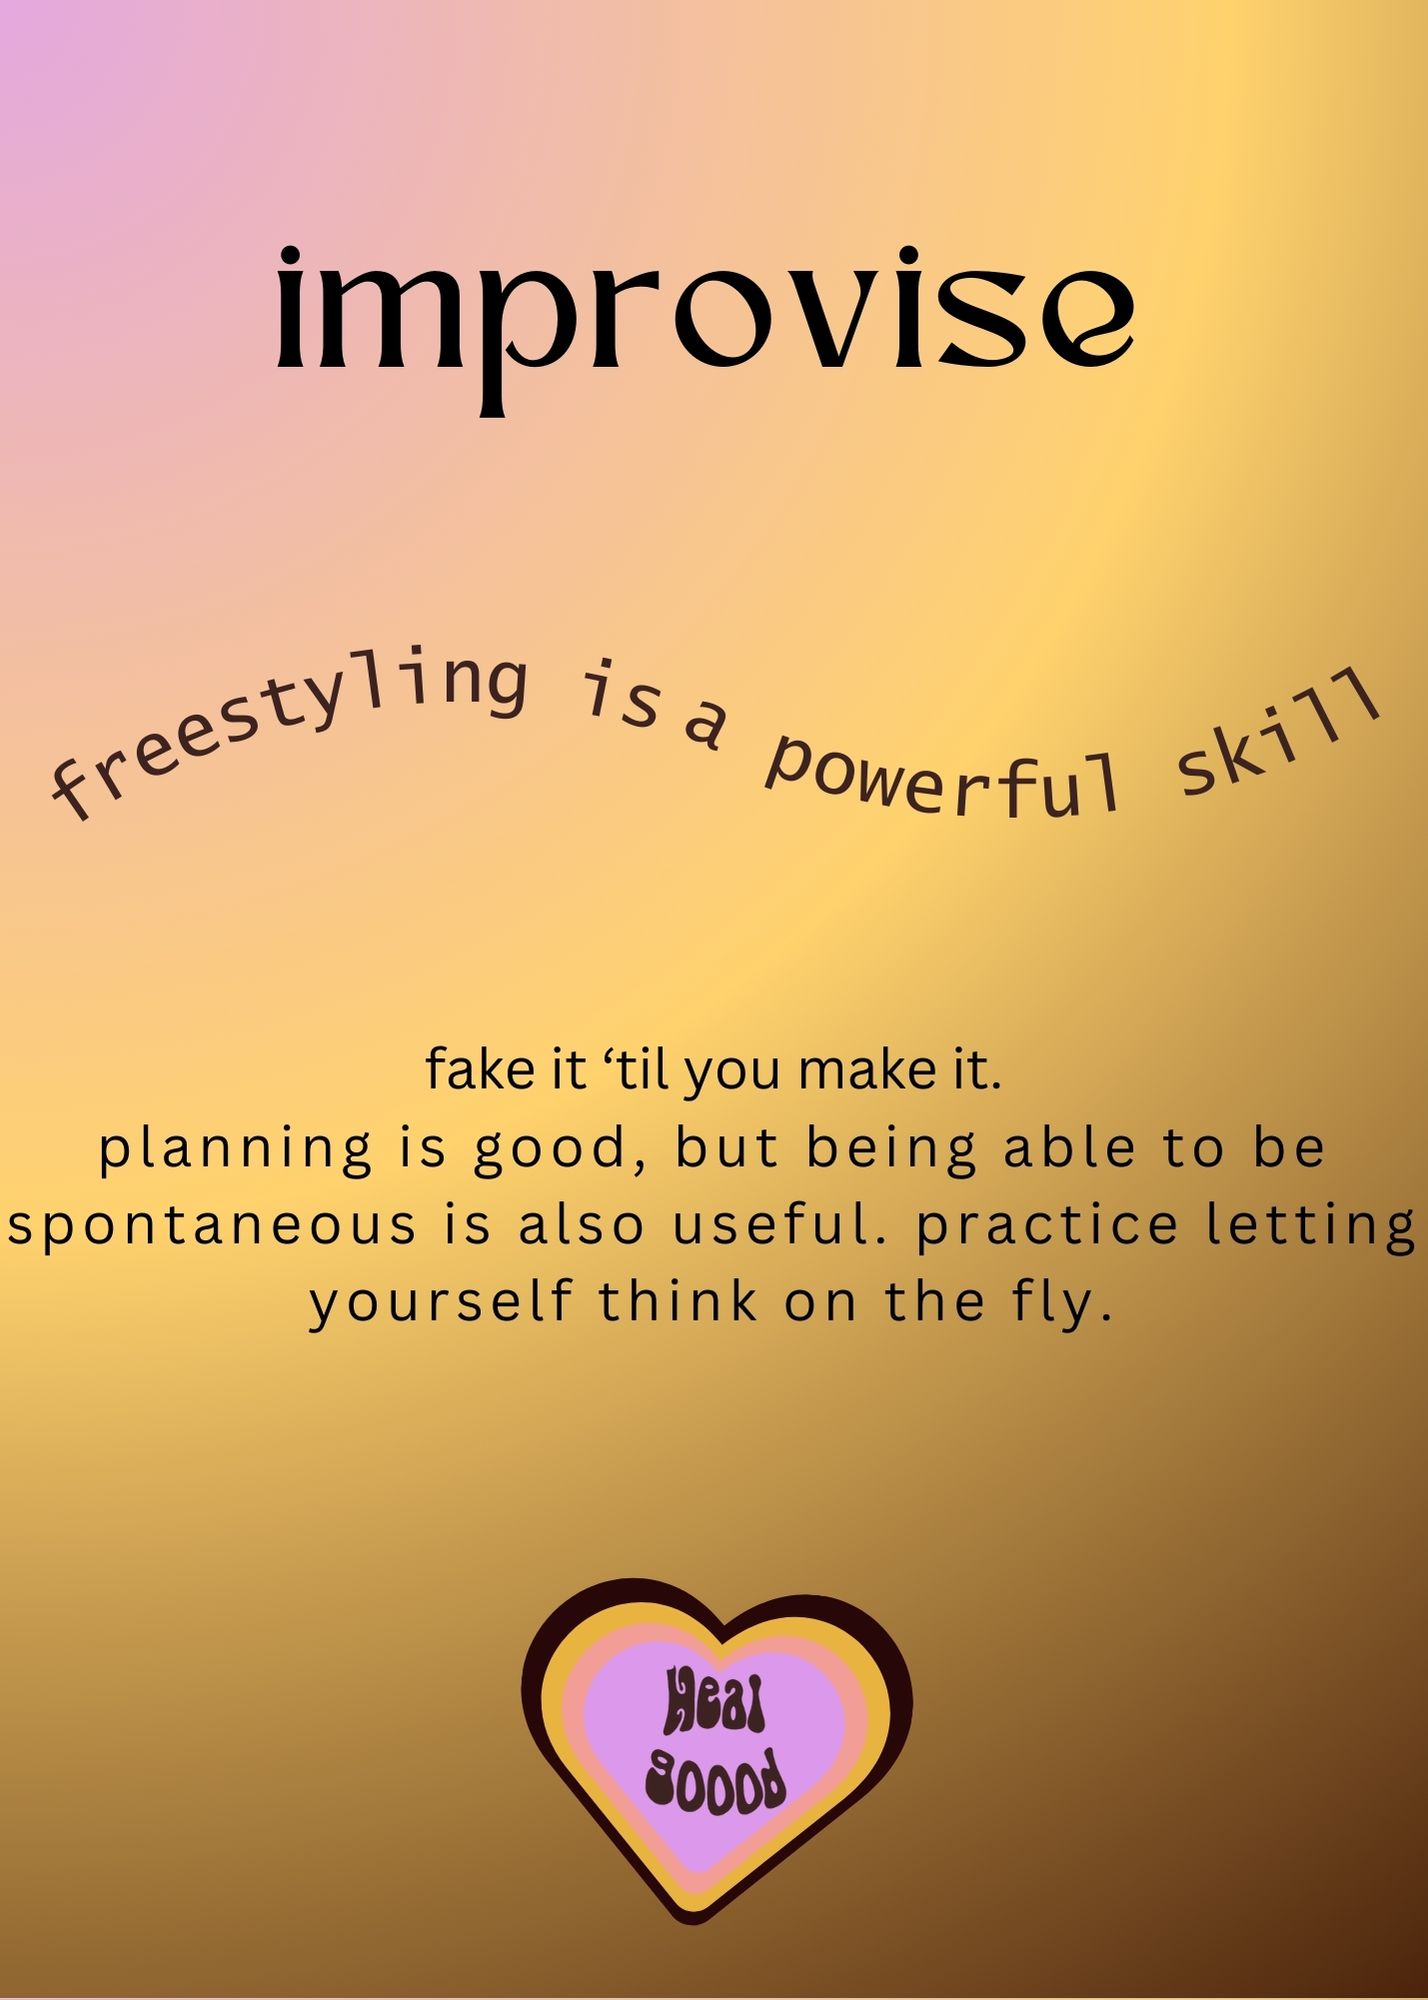 improvise
freestyling is a powerful skill
fake it ‘til you make it.
planning is good, but being able to be
spontaneous is also useful. practice letting
yourself think on the fly.
Heal
goood